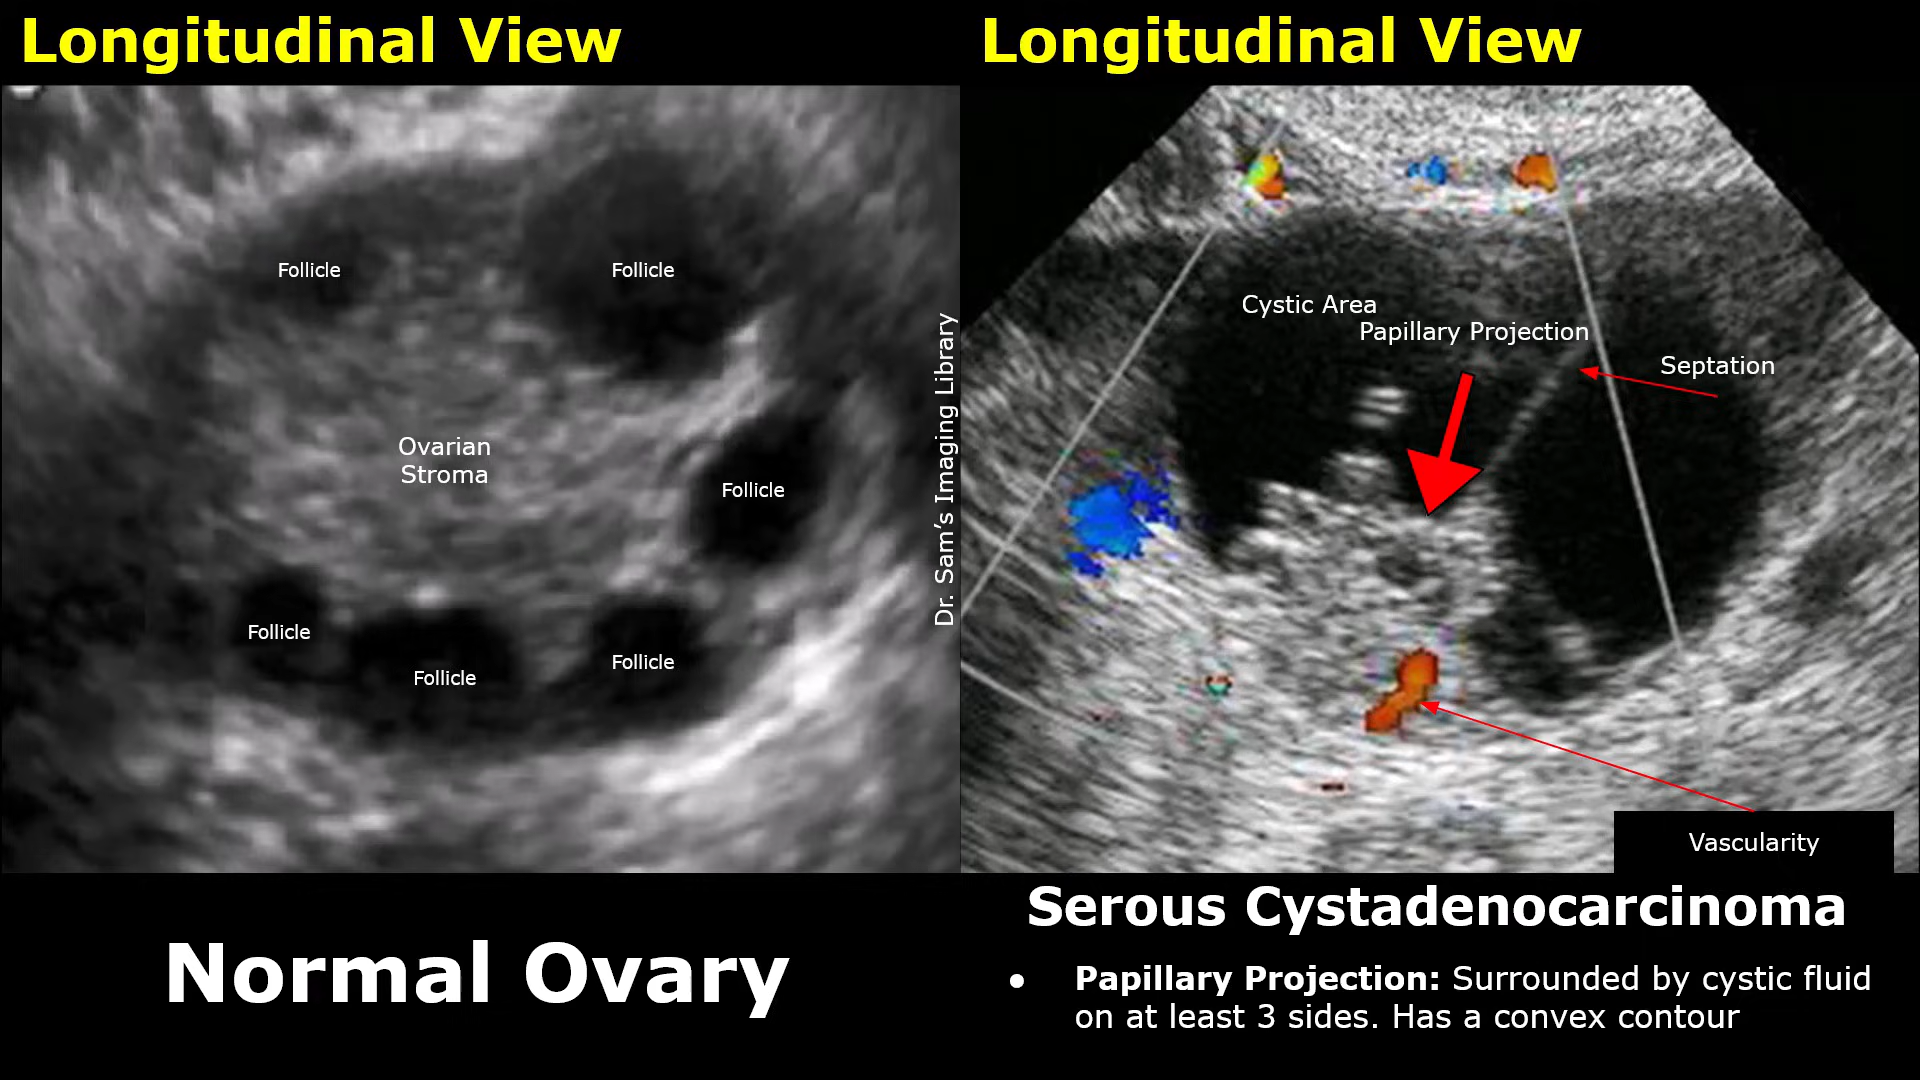 Longitudinal View
Follicle
Follicle
Ovarian
Stroma
Follicle
Follicle
Follicle
Follicle
Normal Ovary
Dr. Sam's Imaging Library
Longitudinal View
Cystic Area
Papillary Projection
Septation
Vascularity
Serous Cystadenocarcinoma
● Papillary Projection: Surrounded by cystic fluid
on at least 3 sides. Has a convex contour